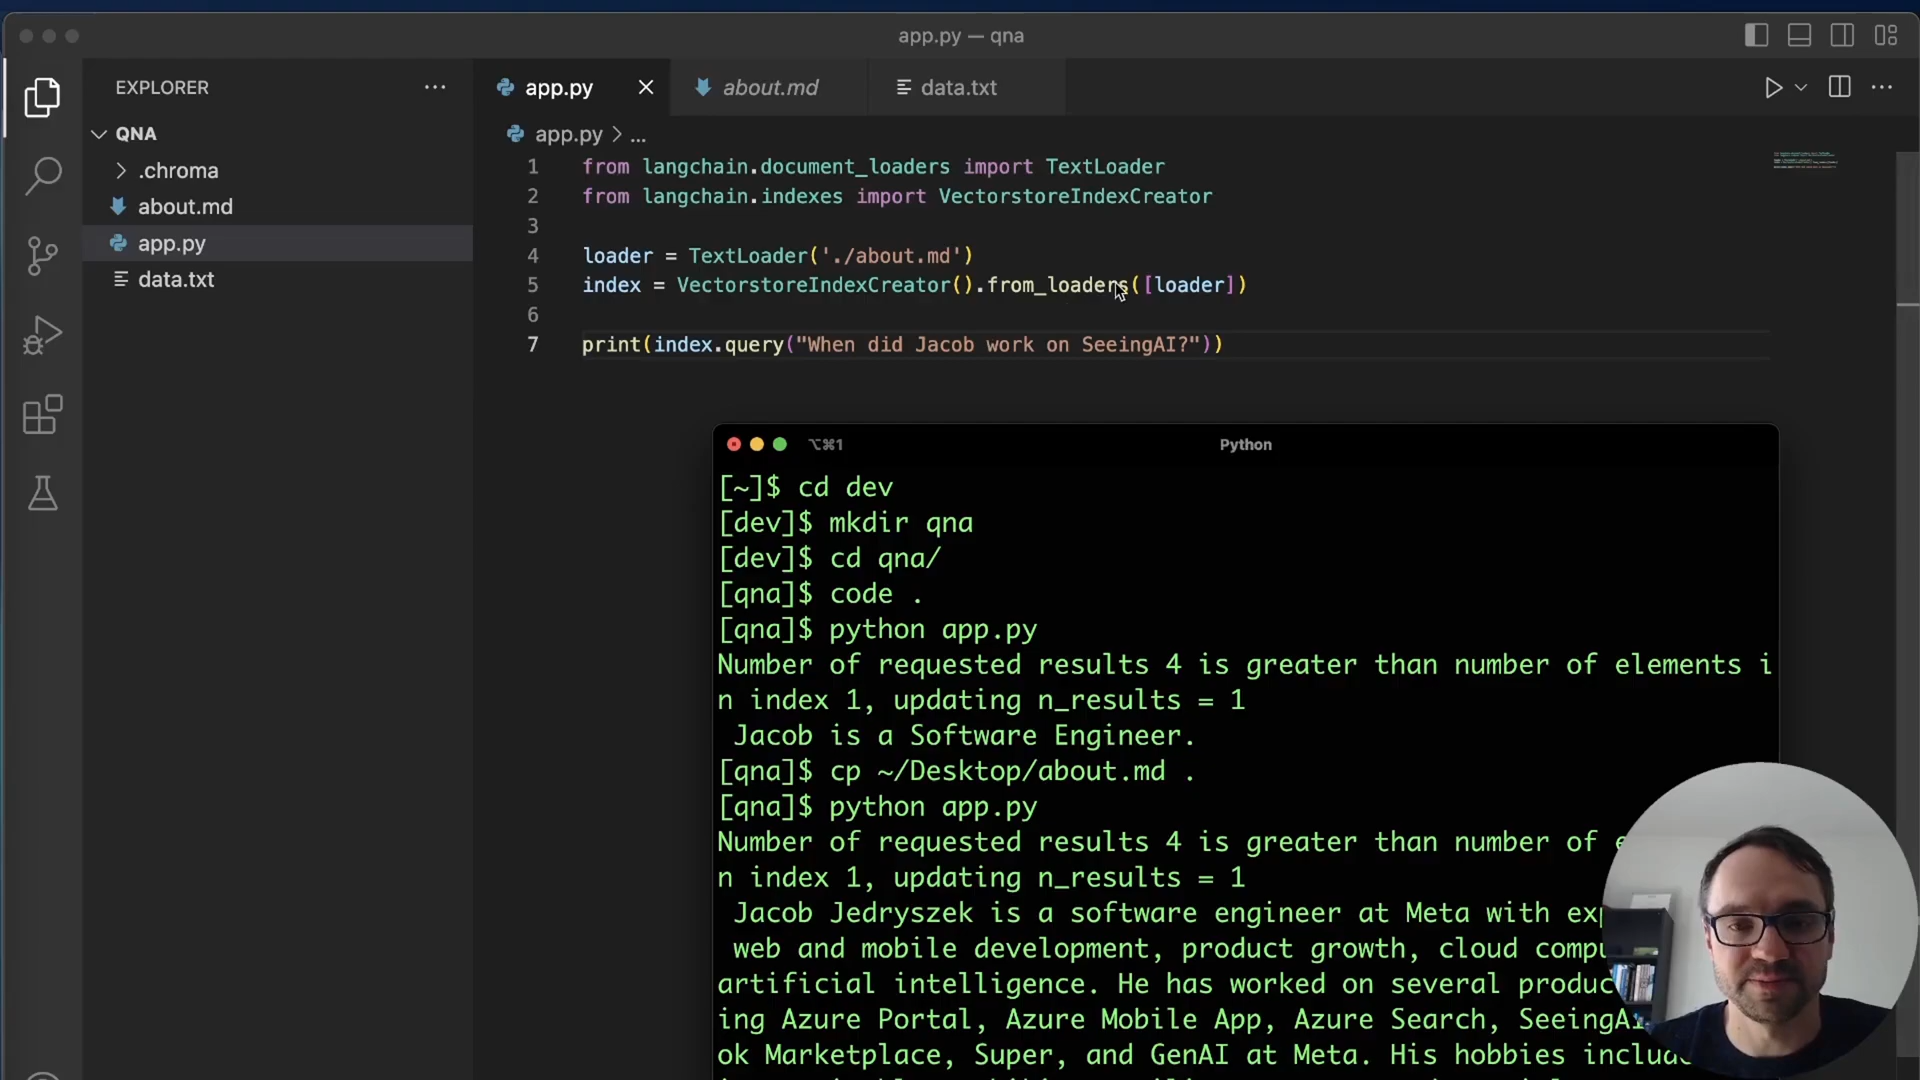 app.py — qna
EXPLORER
QNA
.chroma
about.md
app.py
data.txt
app.py
about.md
data.txt
app.py > ...
1 from langchain.document_loaders import TextLoader
2 from langchain.indexes import VectorstoreIndexCreator
3
4 loader = TextLoader('./about.md')
5 index = VectorstoreIndexCreator().from_loaders([loader])
6
7 print(index.query("When did Jacob work on SeeingAI?"))
⌥⌘1 Python
[~]$ cd dev
[dev]$ mkdir qna
[dev]$ cd qna/
[qna]$ code .
[qna]$ python app.py
Number of requested results 4 is greater than number of elements i
n index 1, updating n_results = 1
Jacob is a Software Engineer.
[qna]$ cp ~/Desktop/about.md .
[qna]$ python app.py
Number of requested results 4 is greater than number of
n index 1, updating n_results = 1
Jacob Jedryszek is a software engineer at Meta with
web and mobile development, product growth, cloud
artificial intelligence. He has worked on several
ing Azure Portal, Azure Mobile App, Azure Search, SeeingAI
ok Marketplace, Super, and GenAI at Meta. His hobbies